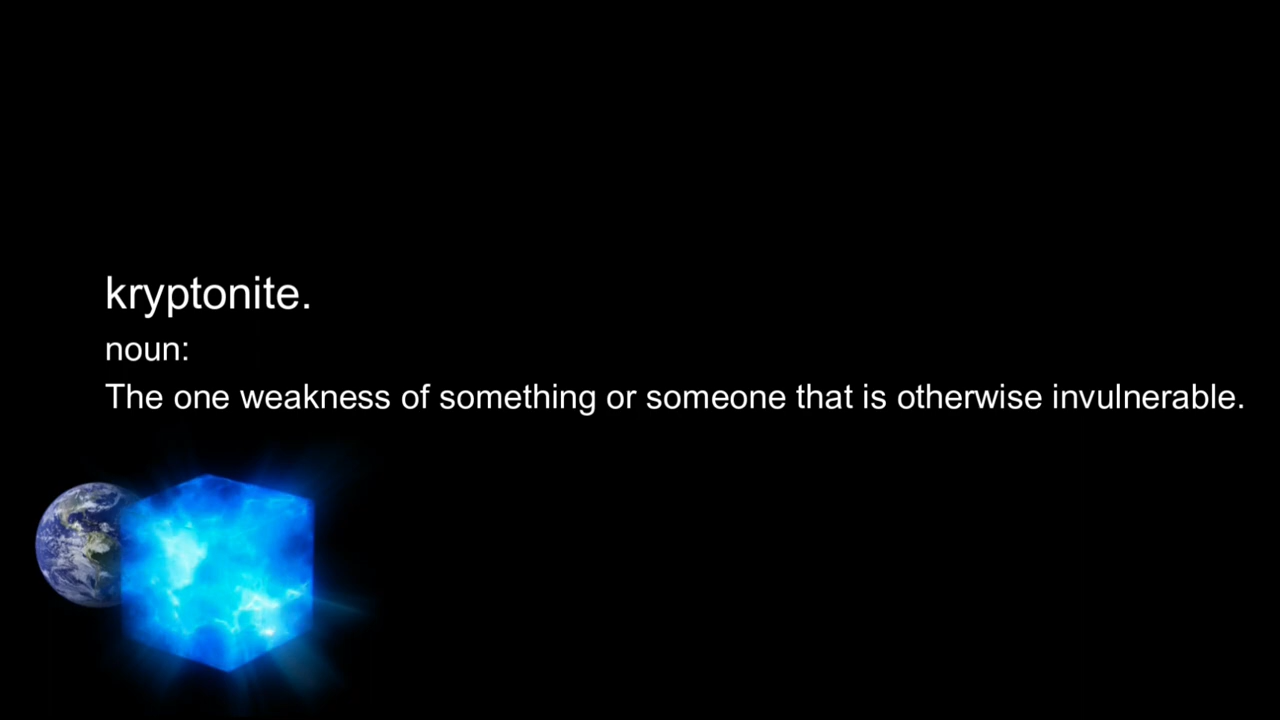 kryptonite.
noun:
The one weakness of something or someone that is otherwise invulnerable.